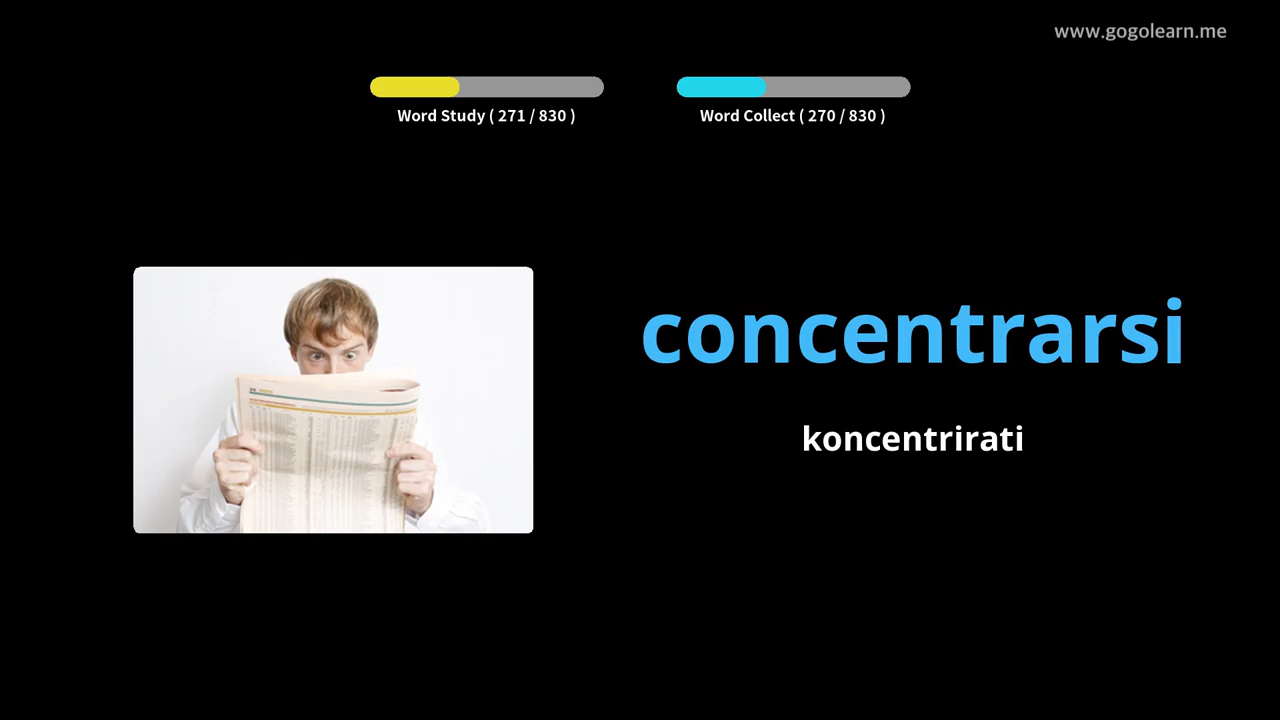 www.gogolearn.me
Word Study ( 271 / 830 )
Word Collect ( 270 / 830 )
concentrarsi
koncentrirati